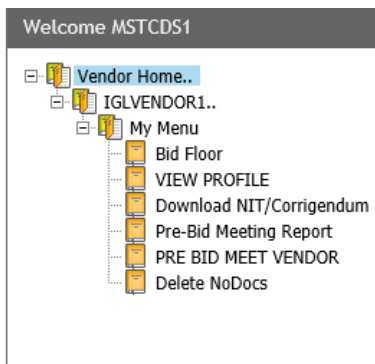 Welcome MSTCDS1
Vendor Home..
IGLVENDOR1..
My Menu
Bid Floor
VIEW PROFILE
Download NIT/Corrigendum
Pre-Bid Meeting Report
PRE BID MEET VENDOR
Delete NoDocs